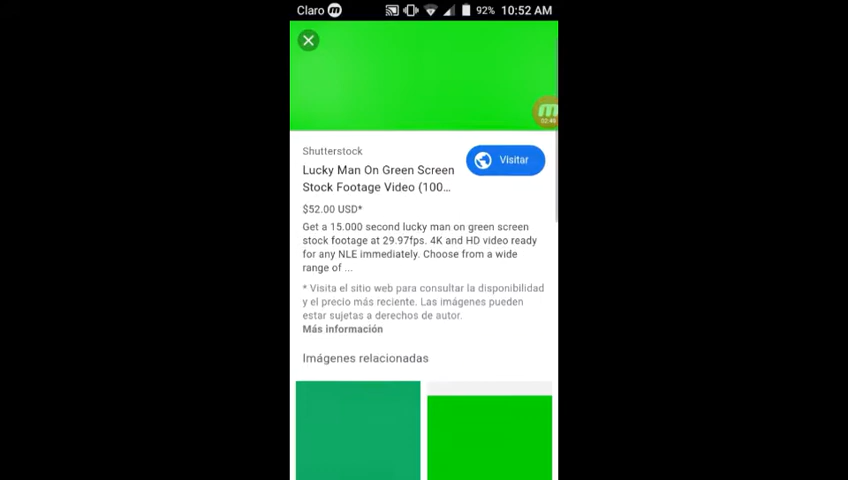 Claro 92% 10:52 AM
02:49
Shutterstock
Visitar
Lucky Man On Green Screen
Stock Footage Video (100...
$52.00 USD*
Get a 15.000 second lucky man on green screen
stock footage at 29.97fps. 4K and HD video ready
for any NLE immediately. Choose from a wide
range of ...
* Visita el sitio web para consultar la disponibilidad
y el precio más reciente. Las imágenes pueden
estar sujetas a derechos de autor.
Más información
Imágenes relacionadas